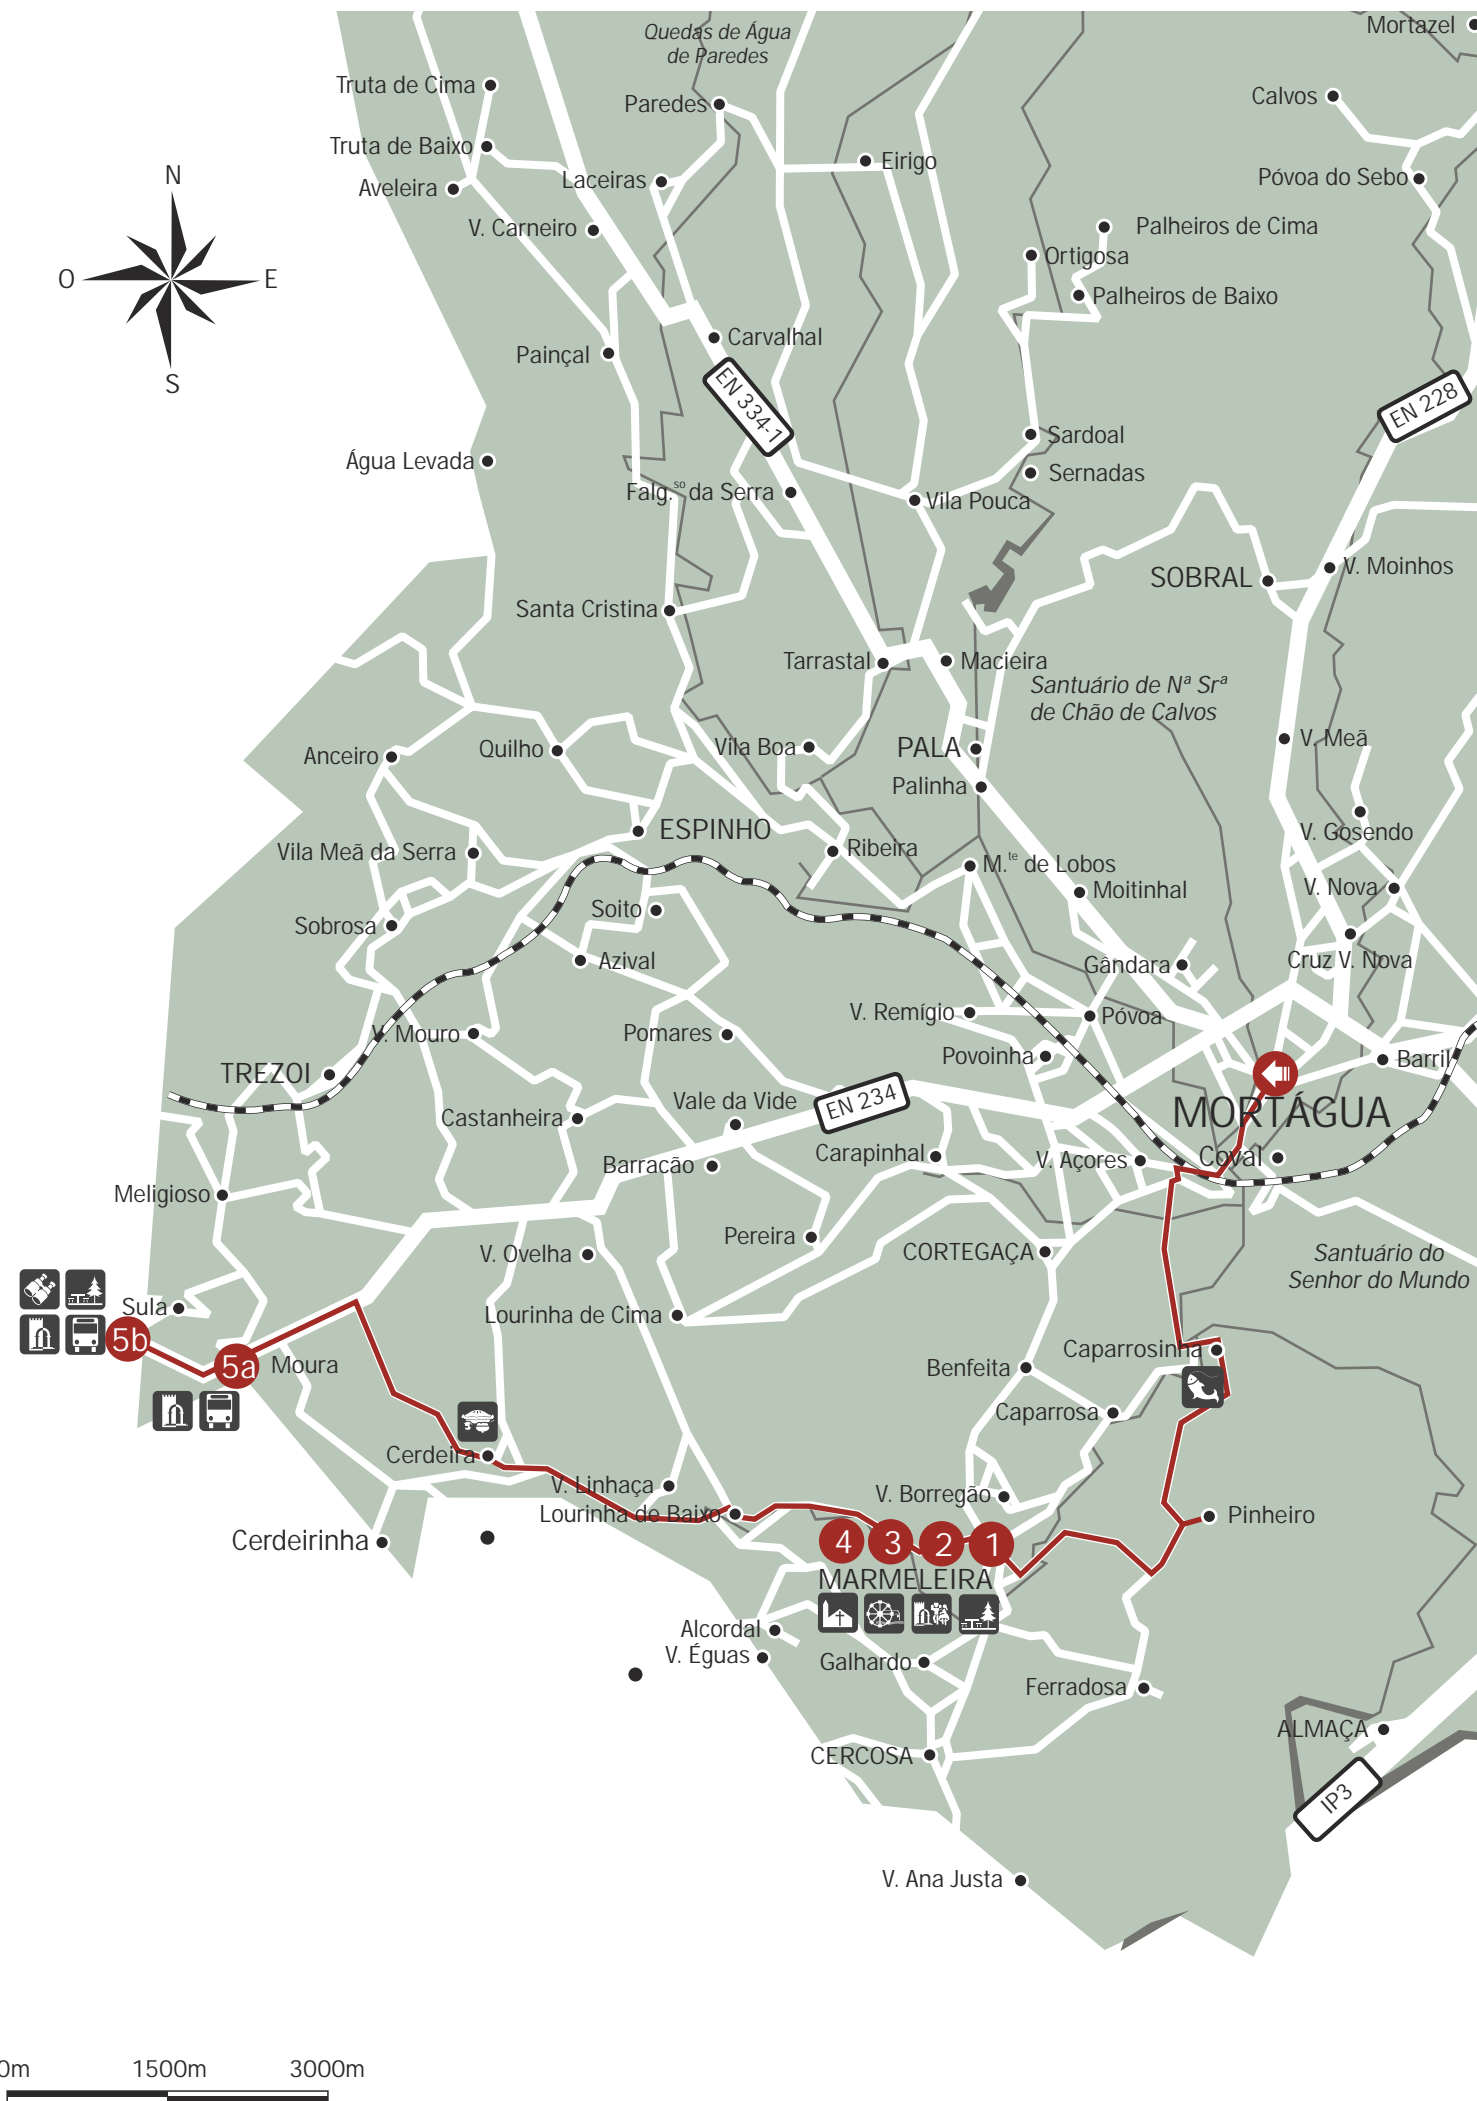 Quedas de Água
de Paredes
Mortazel
Truta de Cima
Paredes
Calvos
Truta de Baixo
Eirigo
Aveleira
Laceiras
Póvoa do Sebo
N
V. Carneiro
Palheiros de Cima
Ortigosa
O
E
Palheiros de Baixo
S
Carvalhal
Painçal
EN 334-1
EN 228
Sardoal
Água Levada
Sernadas
Falg.so da Serra
Vila Pouca
V. Moinhos
SOBRAL
Santa Cristina
Tarrastal
Macieira
Santuário de Nª Srª
de Chão de Calvos
Anceiro
Quilho
Vila Boa
PALA
V. Meã
Palinha
ESPINHO
V. Gosendo
Vila Meã da Serra
Ribeira
M.te de Lobos
Moitinhal
V. Nova
Soito
Sobrosa
Azival
Gândara
Cruz V. Nova
V. Remígio
Póvoa
V. Mouro
Pomares
Povoinha
Barril
TREZOI
Vale da Vide
EN 234
MORTÁGUA
Castanheira
Carapinhal
V. Açores
Coval
Barracão
Meligioso
Pereira
CORTEGAÇA
V. Ovelha
Santuário do
Senhor do Mundo
Sula
Lourinha de Cima
5b
5a
Moura
Caparrosinha
Benfeita
Caparrosa
Cerdeira
V. Linhaça
V. Borregão
Lourinha de Baixo
Pinheiro
Cerdeirinha
4
3
2
1
MARMELEIRA
Alcordal
V. Éguas
Galhardo
Ferradosa
ALMAÇA
CERCOSA
IP3
V. Ana Justa
0m
1500m
3000m